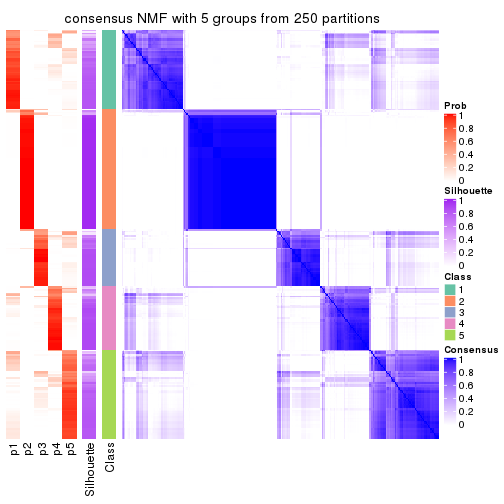 consensus NMF with 5 groups from 250 partitions
Prob
1
0.8
0.6
0.4
0.2
0
Silhouette
1
0.8
0.6
0.4
0.2
0
Class
1
2
3
4
5
Consensus
1
0.8
0.6
0.4
0.2
0
p1
p2
p3
p4
p5
Silhouette
Class